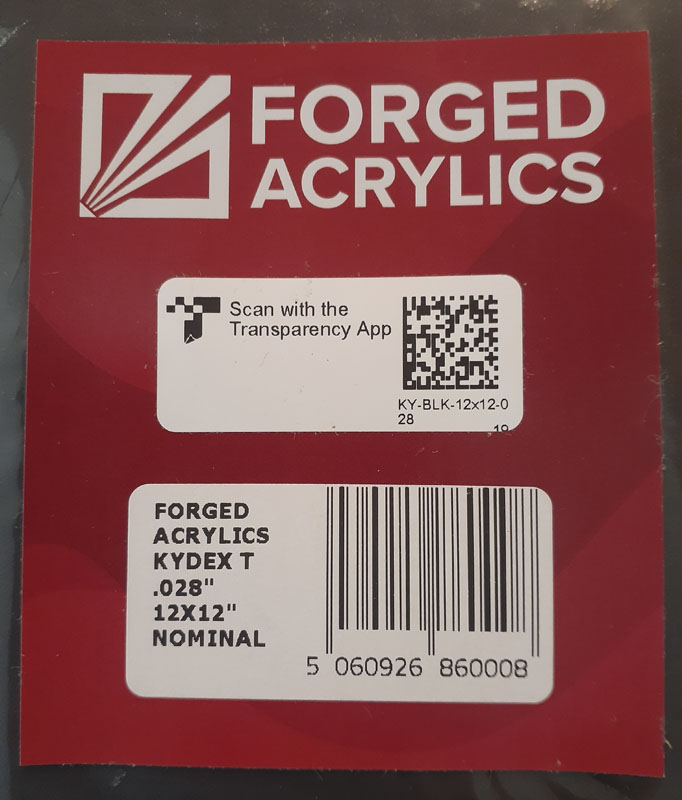 FORGED
ACRYLICS
Scan with the
Transparency App
KY-BLK-12x12-0
28
19
FORGED
ACRYLICS
KYDEX T
.028"
12X12"
NOMINAL
5 060926 860008